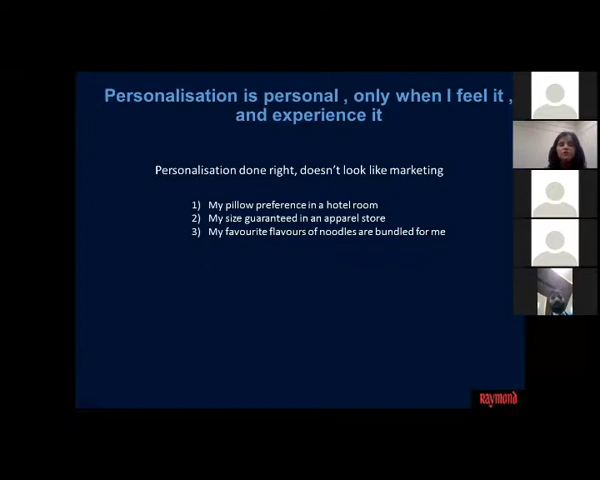 Personalisation is personal , only when I feel it ,
and experience it
Personalisation done right, doesn't look like marketing
1) My pillow preference in a hotel room
2) My size guaranteed in an apparel store
3) My favourite flavours of noodles are bundled for me
Raymond